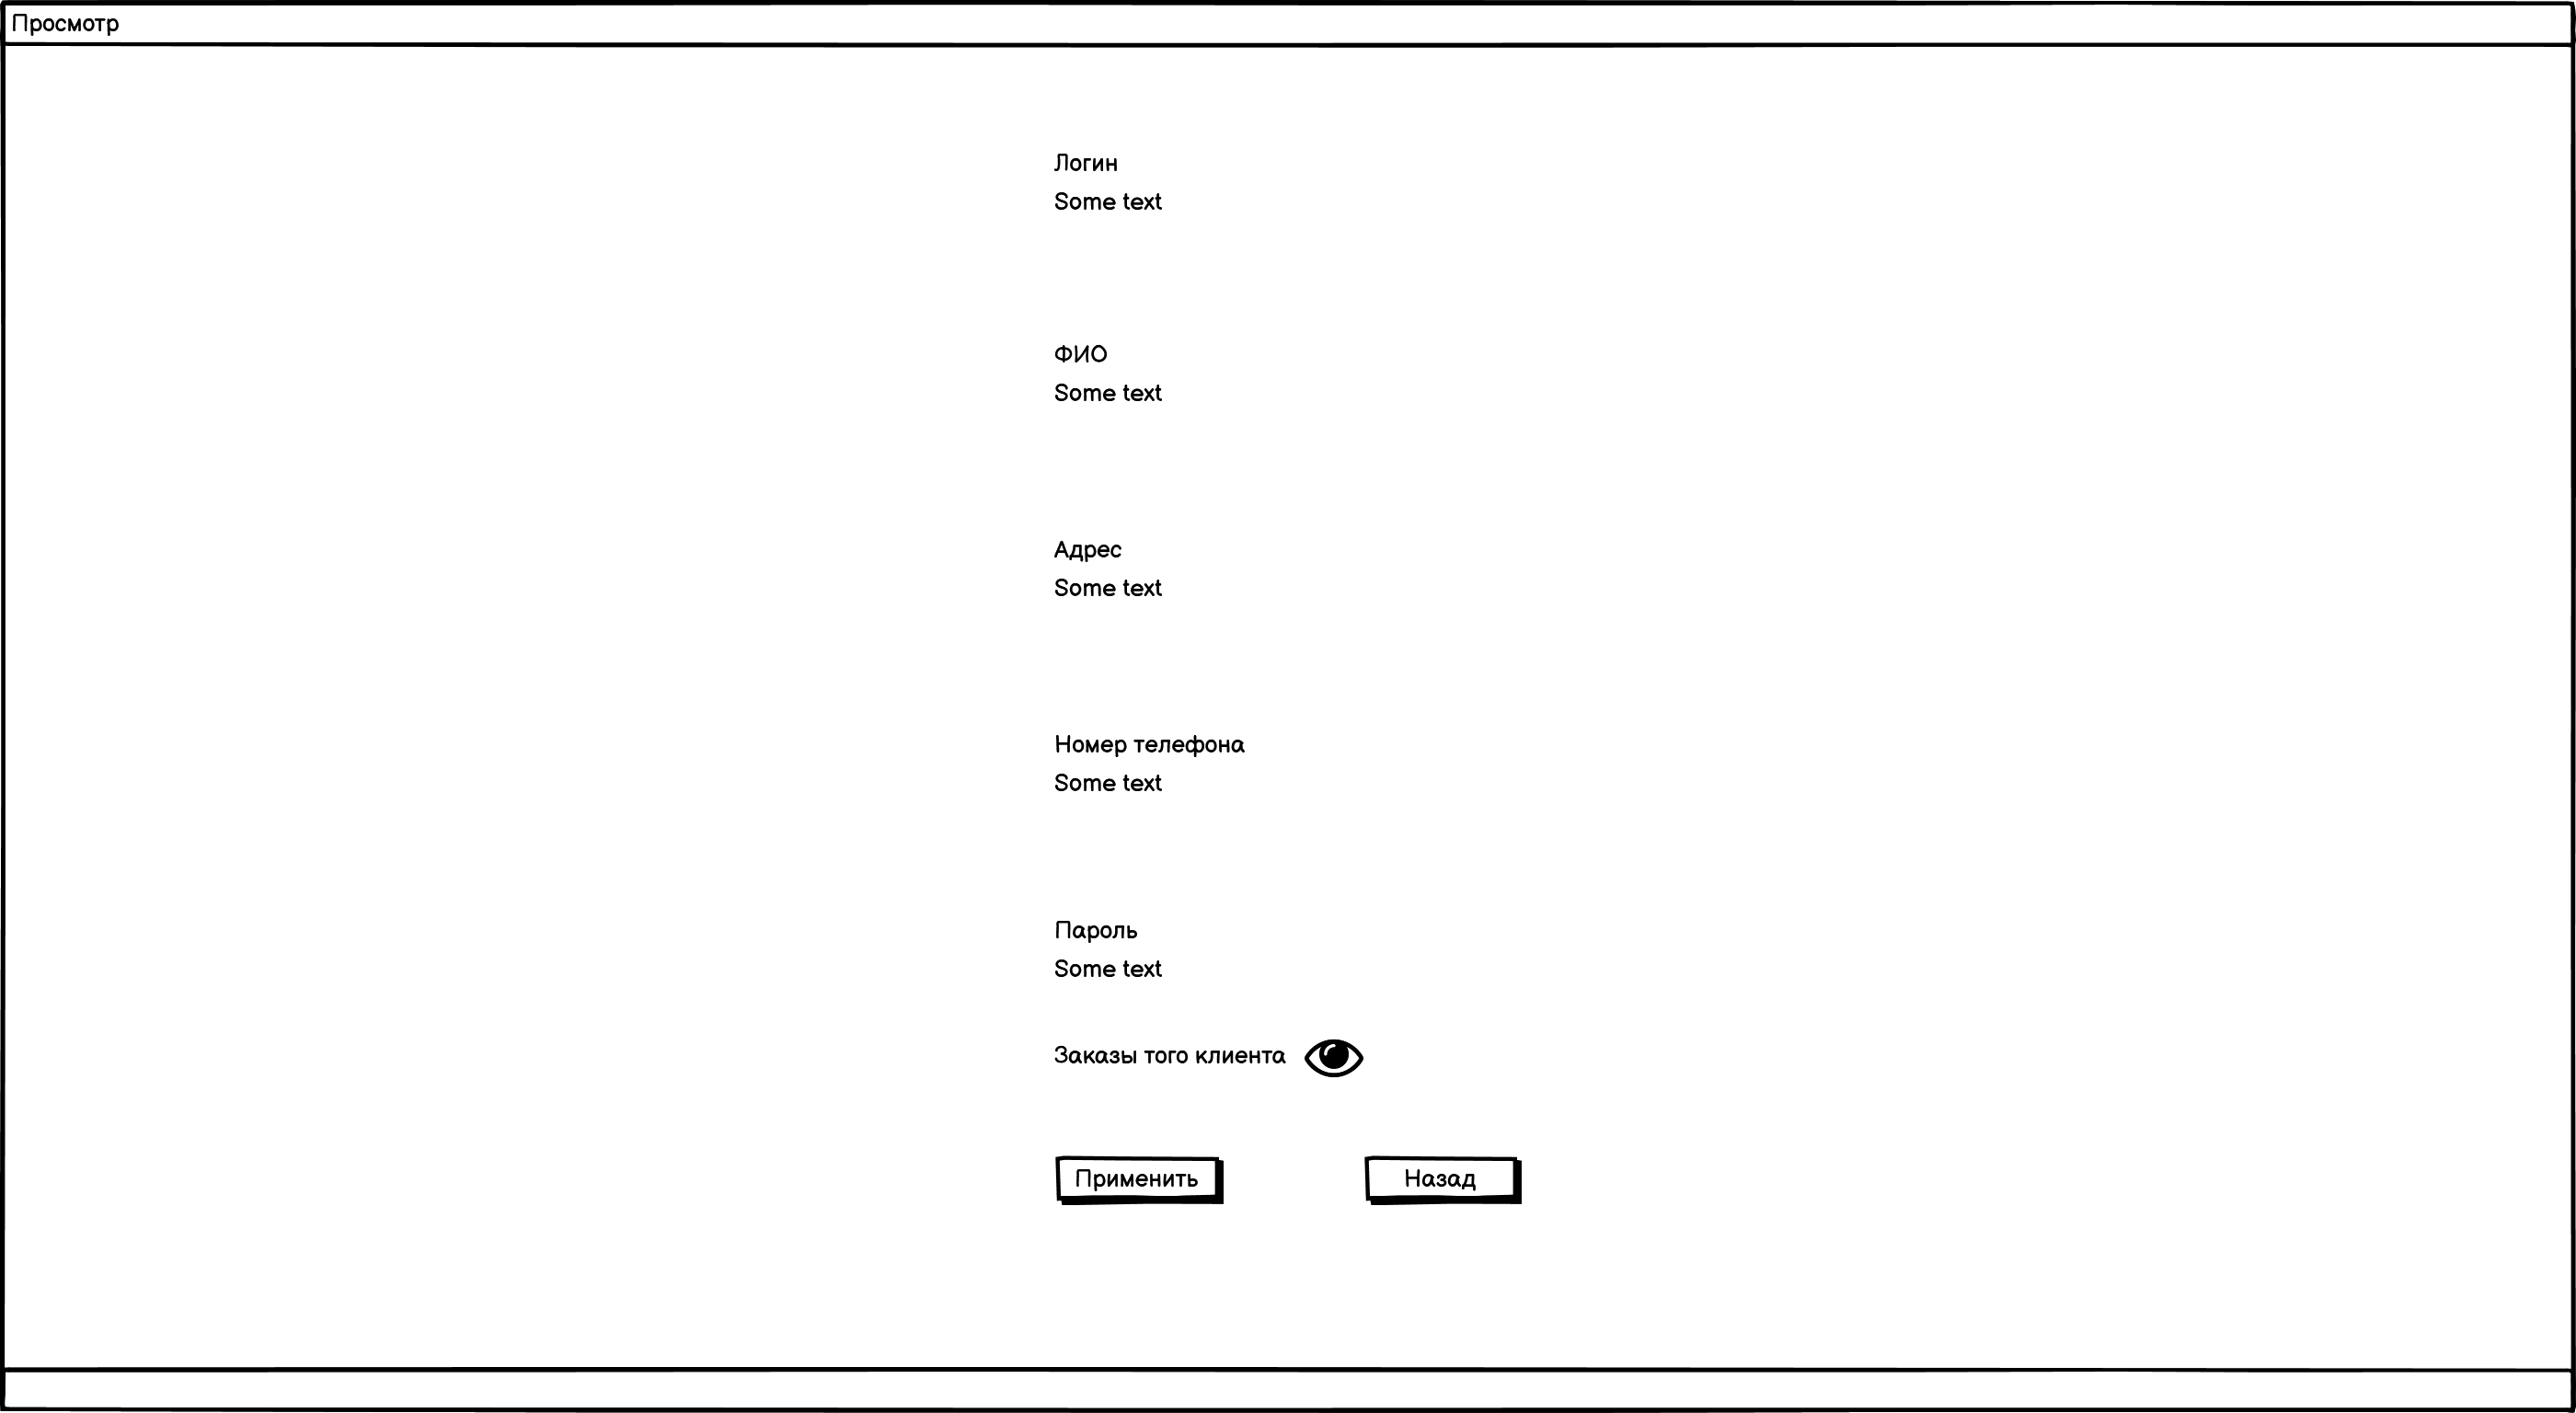 Просмотр
Логин
Some text
ФИО
Some text
Адрес
Some text
Номер телефона
Some text
Пароль
Some text
Заказы того клиента
Применить
Назад